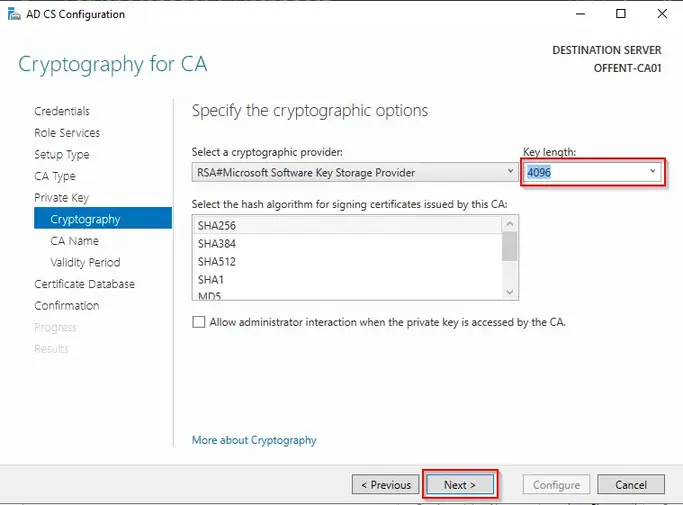 AD CS Configuration
Cryptography for CA
DESTINATION SERVER
OFFENT-CA01
Credentials
Role Services
Setup Type
CA Type
Private Key
Cryptography
CA Name
Validity Period
Certificate Database
Confirmation
Progress
Results
Specify the cryptographic options
Select a cryptographic provider:
Key length:
RSA#Microsoft Software Key Storage Provider
4096
Select the hash algorithm for signing certificates issued by this CA:
SHA256
SHA384
SHA512
SHA1
MD5
Allow administrator interaction when the private key is accessed by the CA.
More about Cryptography
< Previous
Next >
Configure
Cancel